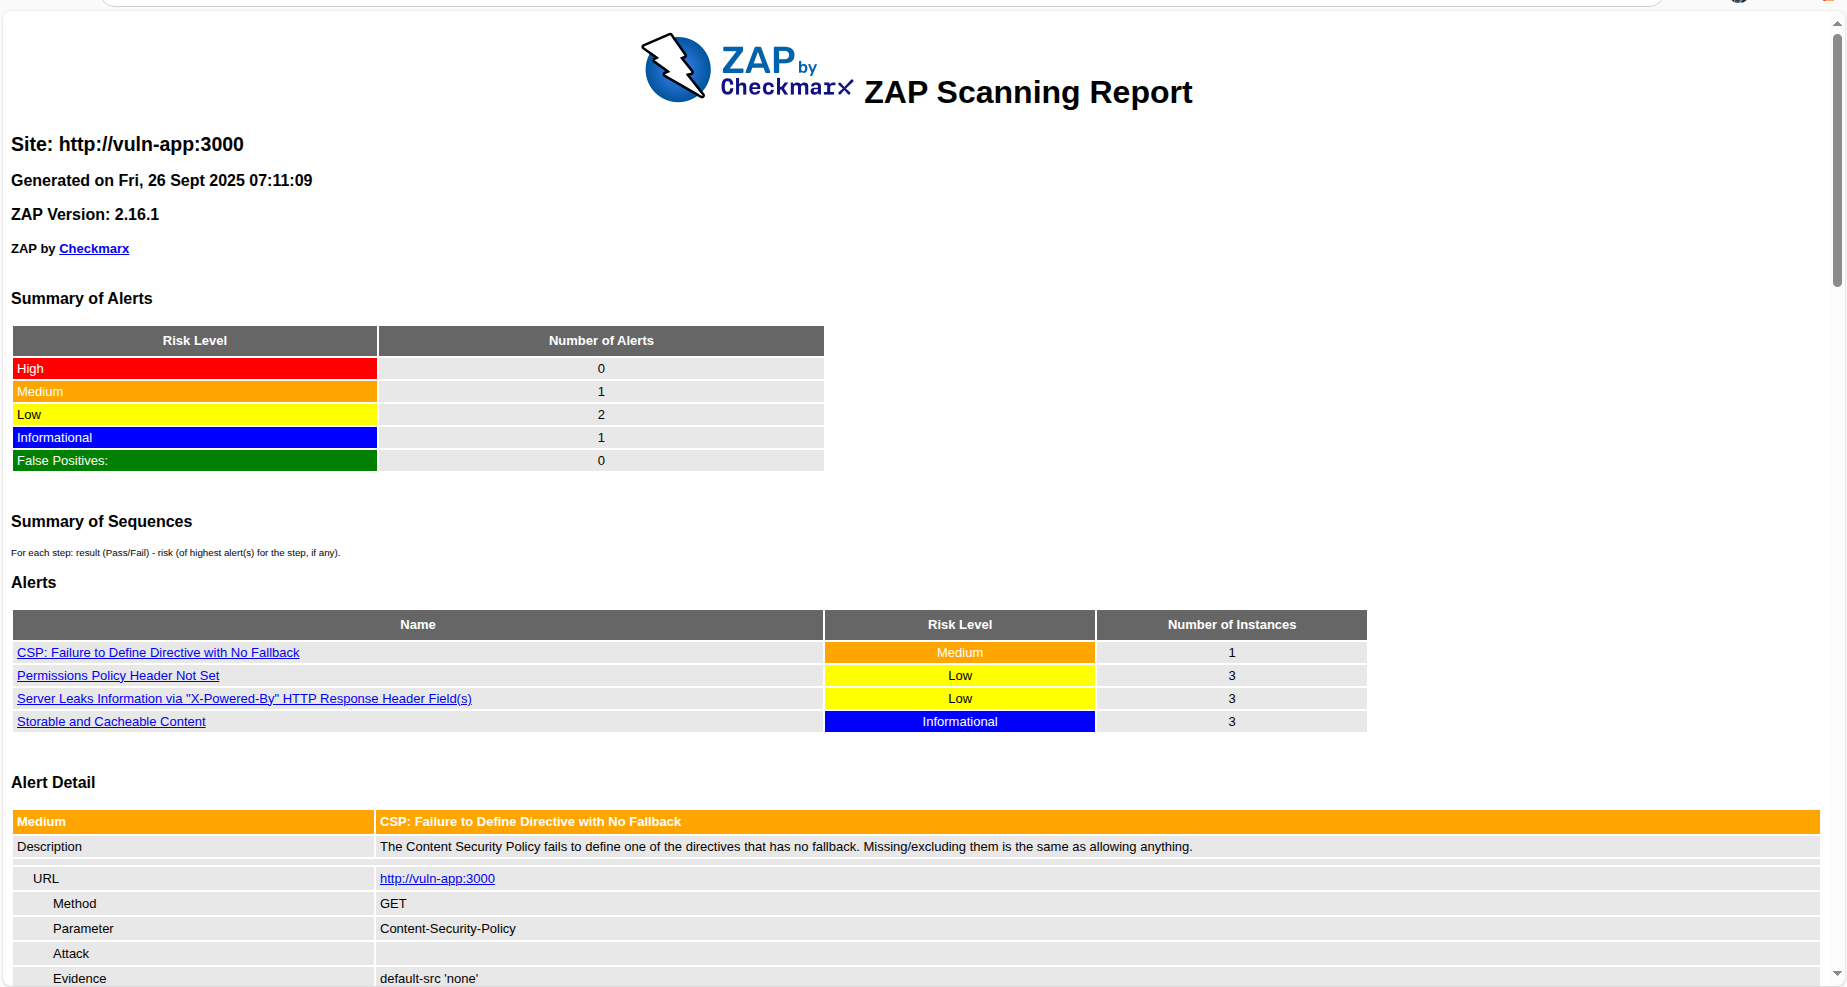 ZAP by
Checkmarx ZAP Scanning Report
Site: http://vuln-app:3000
Generated on Fri, 26 Sept 2025 07:11:09
ZAP Version: 2.16.1
ZAP by Checkmarx
Summary of Alerts
Risk Level Number of Alerts
High 0
Medium 1
Low 2
Informational 1
False Positives: 0
Summary of Sequences
For each step: result (Pass/Fail) - risk (of highest alert(s) for the step, if any).
Alerts
Name Risk Level Number of Instances
CSP: Failure to Define Directive with No Fallback Medium 1
Permissions Policy Header Not Set Low 3
Server Leaks Information via "X-Powered-By" HTTP Response Header Field(s) Low 3
Storable and Cacheable Content Informational 3
Alert Detail
Medium CSP: Failure to Define Directive with No Fallback
Description The Content Security Policy fails to define one of the directives that has no fallback. Missing/excluding them is the same as allowing anything.
URL http://vuln-app:3000
Method GET
Parameter Content-Security-Policy
Attack
Evidence default-src 'none'